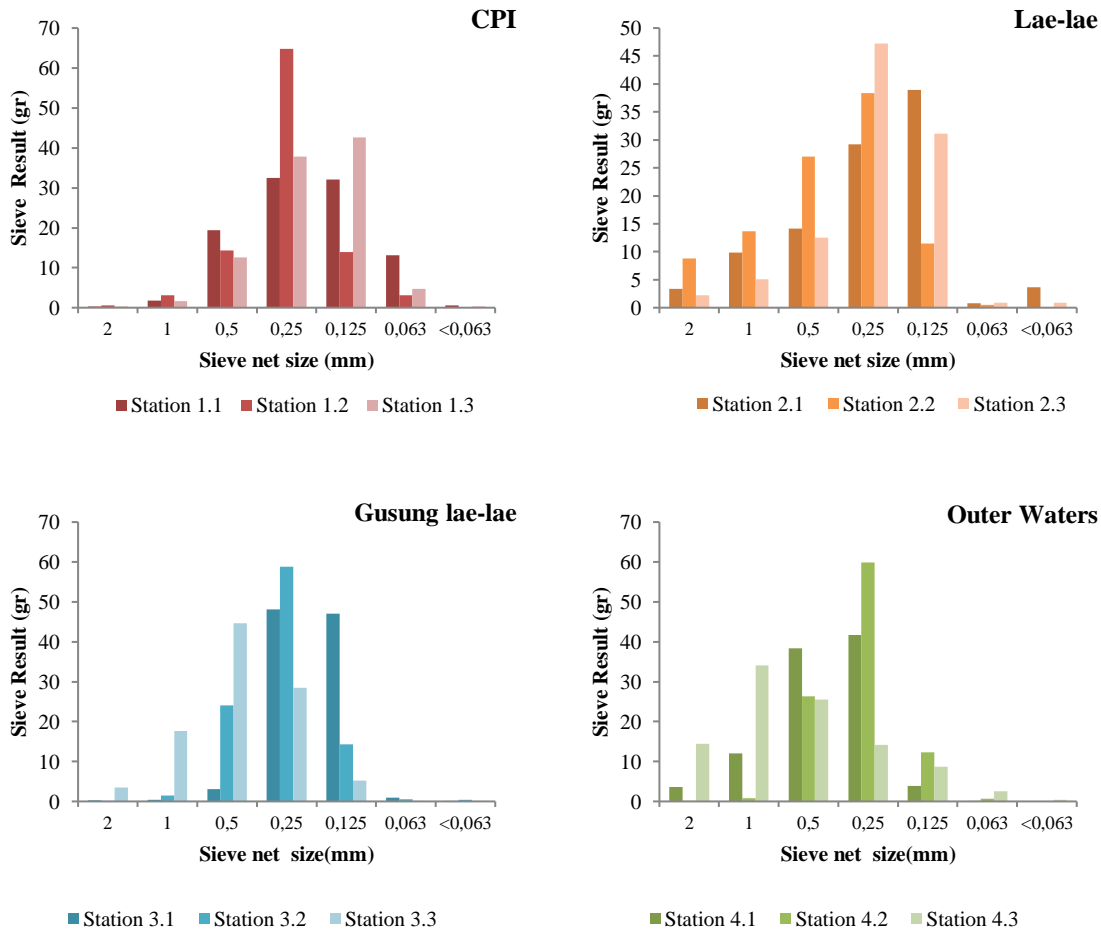 CPI
70
60
50
40
30
20
10
0
Sieve Result (gr)
2 1 0,5 0,25 0,125 0,063 <0,063
Sieve net size (mm)
Station 1.1 Station 1.2 Station 1.3
Lae-lae
50
45
40
35
30
25
20
15
10
5
0
Sieve Result (gr)
2 1 0,5 0,25 0,125 0,063 <0,063
Sieve net size (mm)
Station 2.1 Station 2.2 Station 2.3
Gusung lae-lae
70
60
50
40
30
20
10
0
Sieve Result (gr)
2 1 0,5 0,25 0,125 0,063 <0,063
Sieve net size(mm)
Station 3.1 Station 3.2 Station 3.3
Outer Waters
70
60
50
40
30
20
10
0
Sieve Result (gr)
2 1 0,5 0,25 0,125 0,063 <0,063
Sieve net size(mm)
Station 4.1 Station 4.2 Station 4.3